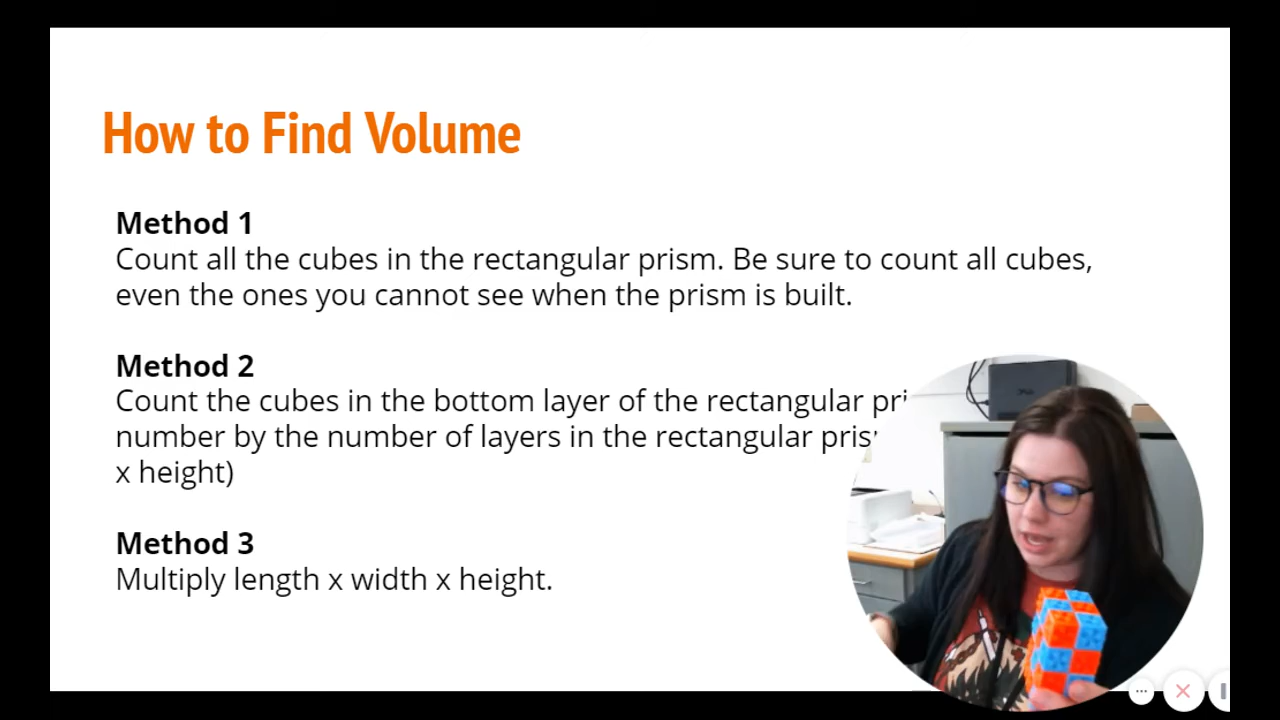 How to Find Volume
Method 1
Count all the cubes in the rectangular prism. Be sure to count all cubes,
even the ones you cannot see when the prism is built.
Method 2
Count the cubes in the bottom layer of the rectangular
number by the number of layers in the rectangular
x height)
Method 3
Multiply length x width x height.